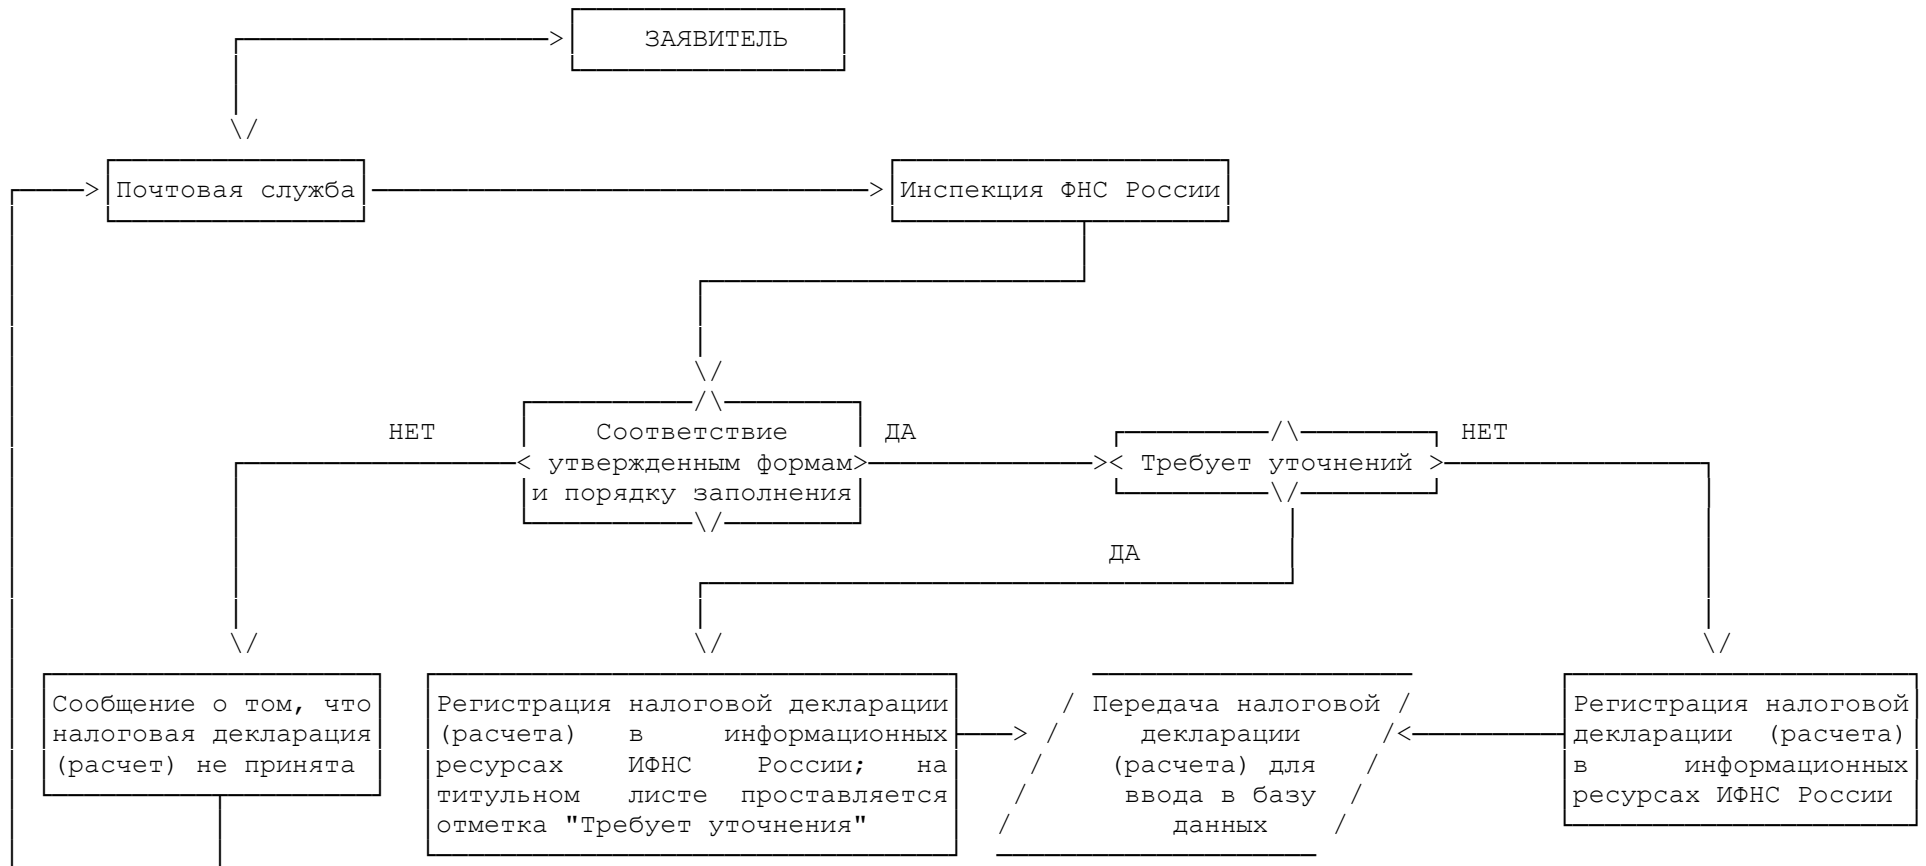 ЗАЯВИТЕЛЬ
Почтовая служба
Инспекция ФНС России
НЕТ
Соответствие
утвержденным формам
и порядку заполнения
ДА
Требует уточнений
НЕТ
ДА
Сообщение о том, что
налоговая декларация
(расчет) не принята
Регистрация налоговой декларации
(расчета) в информационных
ресурсах ИФНС России; на
титульном листе проставляется
отметка "Требует уточнения"
Передача налоговой
декларации
(расчета) для
ввода в базу
данных
Регистрация налоговой
декларации (расчета)
в информационных
ресурсах ИФНС России